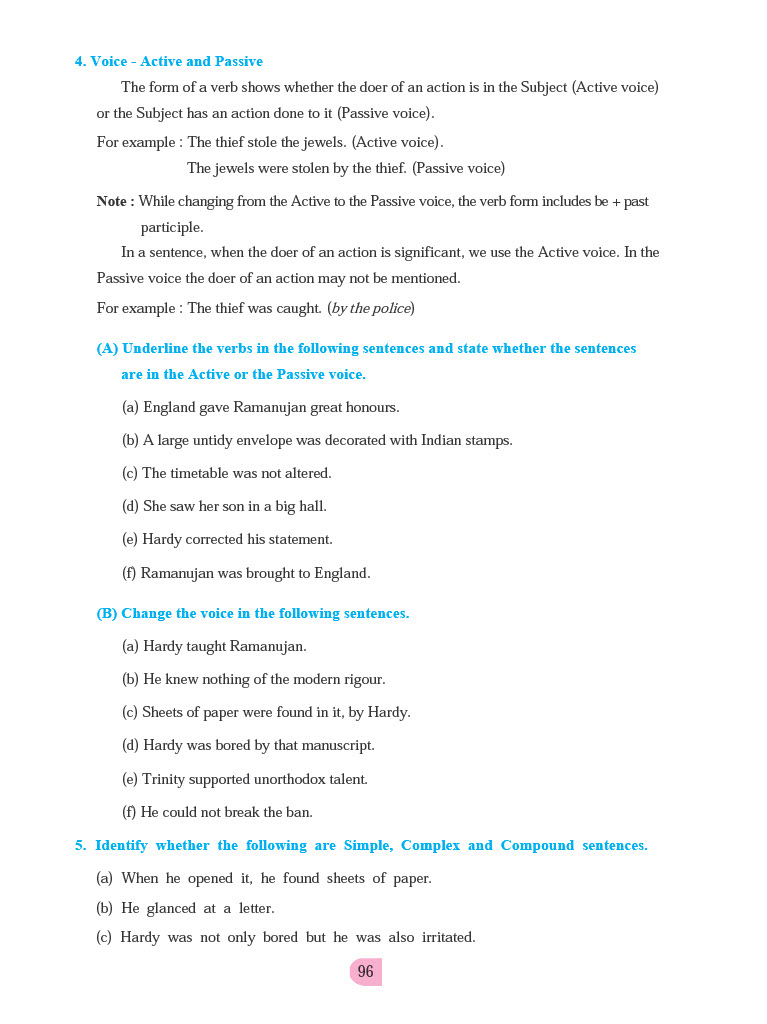 4. Voice - Active and Passive
The form of a verb shows whether the doer of an action is in the Subject (Active voice)
or the Subject has an action done to it (Passive voice).
For example : The thief stole the jewels. (Active voice).
The jewels were stolen by the thief. (Passive voice)
Note : While changing from the Active to the Passive voice, the verb form includes be + past
participle.
In a sentence, when the doer of an action is significant, we use the Active voice. In the
Passive voice the doer of an action may not be mentioned.
For example : The thief was caught. (by the police)
(A) Underline the verbs in the following sentences and state whether the sentences
are in the Active or the Passive voice.
(a) England gave Ramanujan great honours.
(b) A large untidy envelope was decorated with Indian stamps.
(c) The timetable was not altered.
(d) She saw her son in a big hall.
(e) Hardy corrected his statement.
(f) Ramanujan was brought to England.
(B) Change the voice in the following sentences.
(a) Hardy taught Ramanujan.
(b) He knew nothing of the modern rigour.
(c) Sheets of paper were found in it, by Hardy.
(d) Hardy was bored by that manuscript.
(e) Trinity supported unorthodox talent.
(f) He could not break the ban.
5. Identify whether the following are Simple, Complex and Compound sentences.
(a) When he opened it, he found sheets of paper.
(b) He glanced at a letter.
(c) Hardy was not only bored but he was also irritated.
96